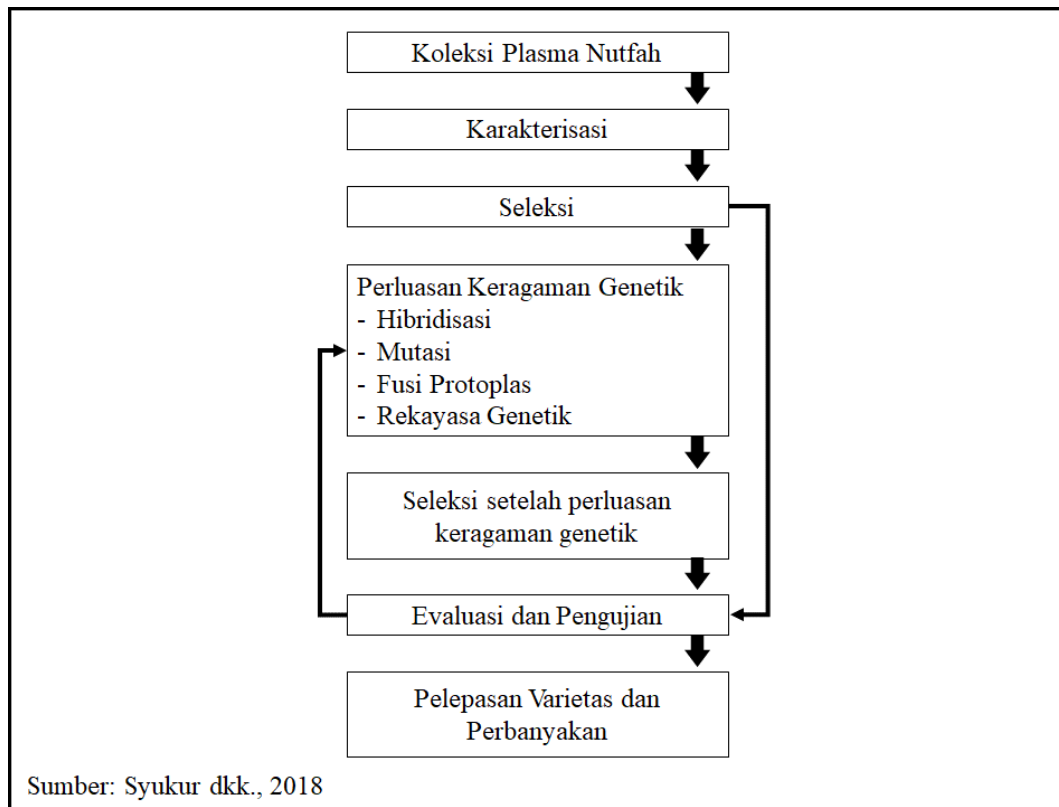 Koleksi Plasma Nutfah
Karakterisasi
Seleksi
Perluasan Keragaman Genetik
- Hibridisasi
- Mutasi
- Fusi Protoplas
- Rekayasa Genetik
Seleksi setelah perluasan
keragaman genetik
Evaluasi dan Pengujian
Pelepasan Varietas dan
Perbanyakan
Sumber: Syukur dkk., 2018